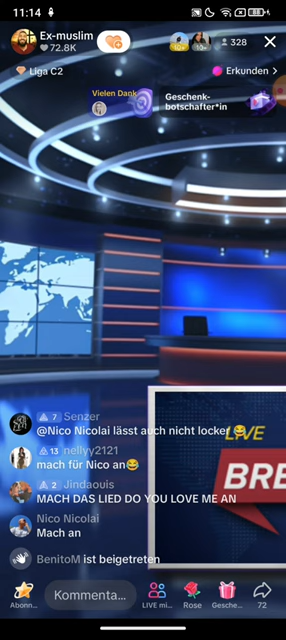 11:14
Ex-muslim
72.8K
10+
10+
328
Liga C2
Erkunden >
Vielen Dank
Geschenk-
botschafter*in
7 Senzer
@Nico Nicolai lässt auch nicht locker😂
LIVE
13 nellyy2121
mach für Nico an😂
BRE
2 Jindaouis
MACH DAS LIED DO YOU LOVE ME AN
Nico Nicolai
Mach an
BenitoM ist beigetreten
Abonn...
Kommenta...
LIVE mi...
Rose
Gesche...
72